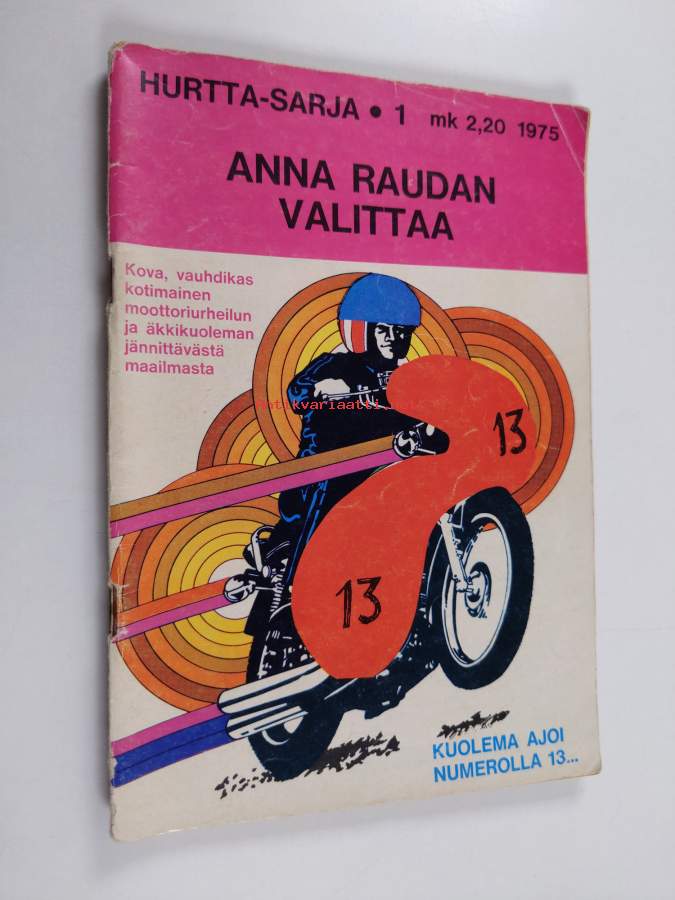 HURTTA-SARJA • 1 mk 2,20 1975
ANNA RAUDAN
VALITTAA
Kova, vauhdikas
kotimainen
moottoriurheilun
ja äkkikuoleman
jännittävästä
maailmasta
13
13
KUOLEMA AJOI
NUMEROLLA 13...